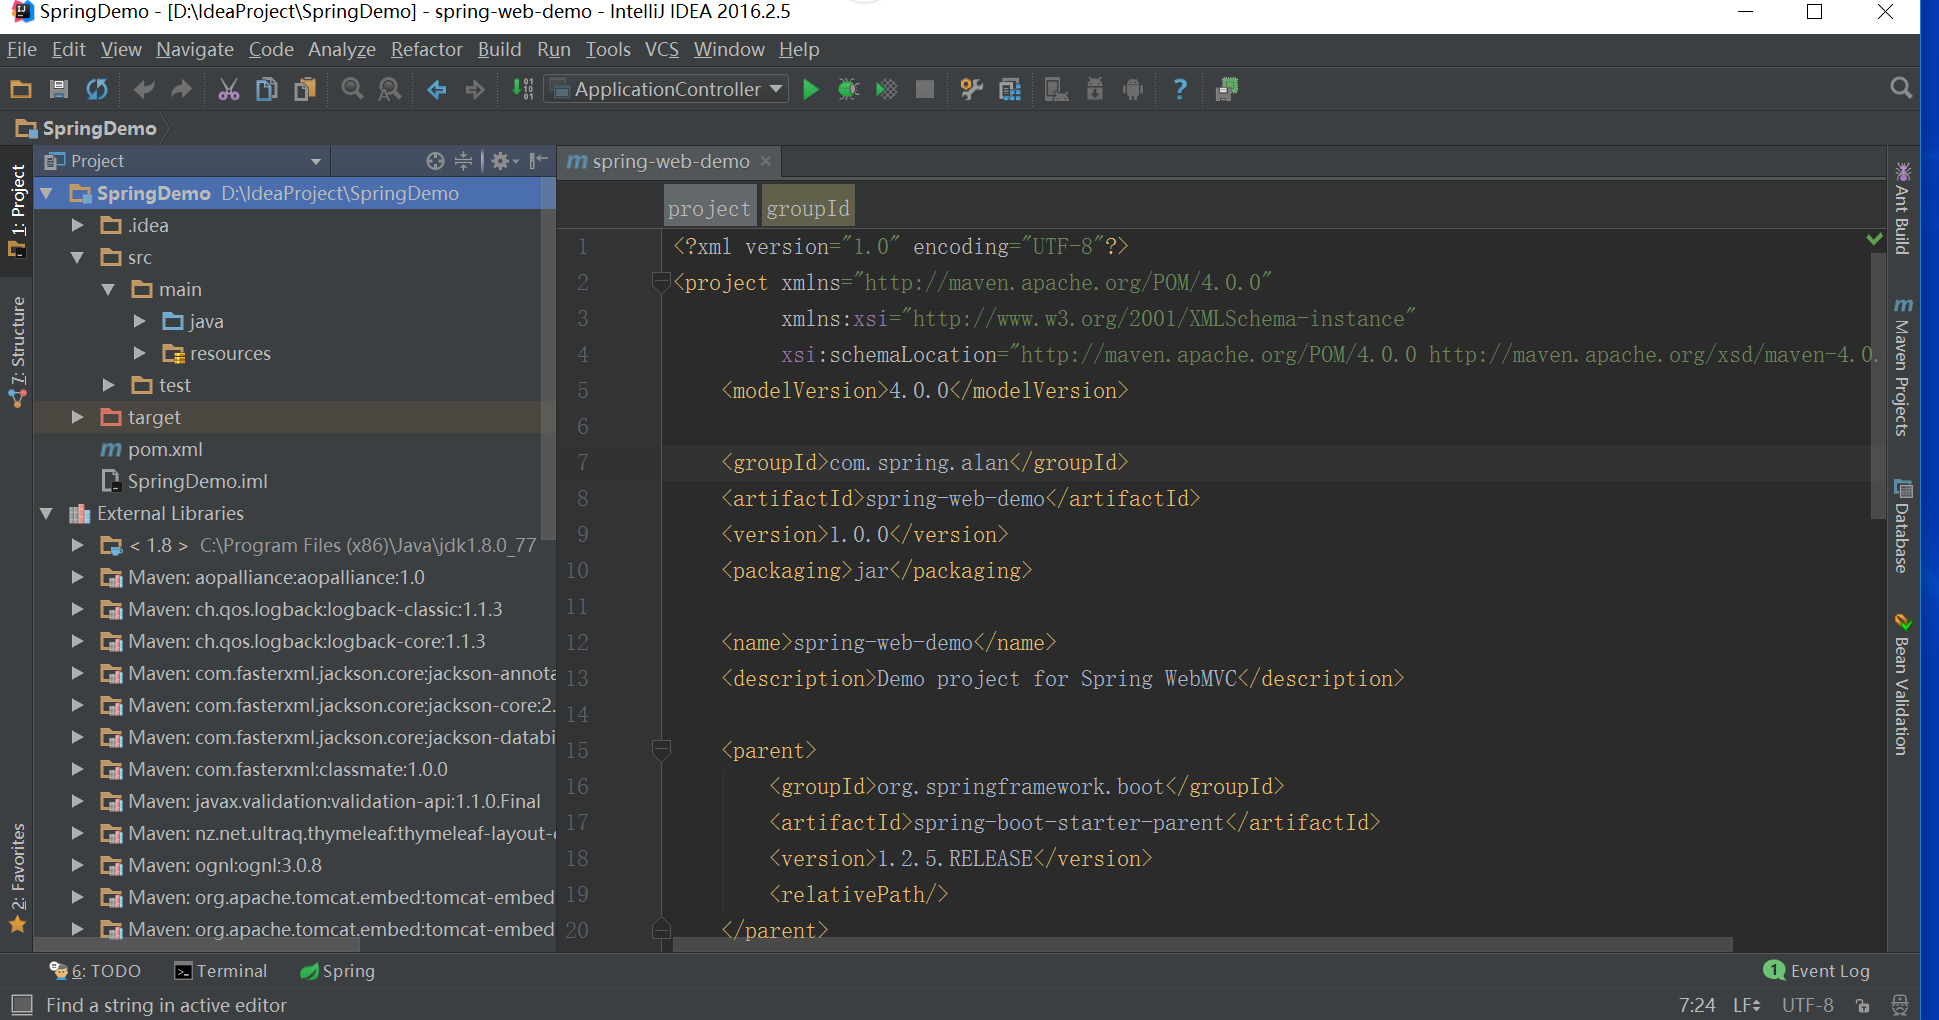 SpringDemo - [D:\IdeaProject\SpringDemo] - spring-web-demo - IntelliJ IDEA 2016.2.5
File Edit View Navigate Code Analyze Refactor Build Run Tools VCS Window Help
ApplicationController
SpringDemo
Project
spring-web-demo
1: Project
7: Structure
2: Favorites
SpringDemo D:\IdeaProject\SpringDemo
.idea
src
main
java
resources
test
target
pom.xml
SpringDemo.iml
External Libraries
< 1.8 > C:\Program Files (x86)\Java\jdk1.8.0_77
Maven: aopalliance:aopalliance:1.0
Maven: ch.qos.logback:logback-classic:1.1.3
Maven: ch.qos.logback:logback-core:1.1.3
Maven: com.fasterxml.jackson.core:jackson-annota
Maven: com.fasterxml.jackson.core:jackson-core:2.
Maven: com.fasterxml.jackson.core:jackson-databi
Maven: com.fasterxml:classmate:1.0.0
Maven: javax.validation:validation-api:1.1.0.Final
Maven: nz.net.ultraq.thymeleaf:thymeleaf-layout-
Maven: ognl:ognl:3.0.8
Maven: org.apache.tomcat.embed:tomcat-embed
Maven: org.apache.tomcat.embed:tomcat-embed
project groupId
1 <?xml version="1.0" encoding="UTF-8"?>
2 <project xmlns="http://maven.apache.org/POM/4.0.0"
3 xmlns:xsi="http://www.w3.org/2001/XMLSchema-instance"
4 xsi:schemaLocation="http://maven.apache.org/POM/4.0.0 http://maven.apache.org/xsd/maven-4.0.
5 <modelVersion>4.0.0</modelVersion>
6
7 <groupId>com.spring.alan</groupId>
8 <artifactId>spring-web-demo</artifactId>
9 <version>1.0.0</version>
10 <packaging>jar</packaging>
11
12 <name>spring-web-demo</name>
13 <description>Demo project for Spring WebMVC</description>
14
15 <parent>
16 <groupId>org.springframework.boot</groupId>
17 <artifactId>spring-boot-starter-parent</artifactId>
18 <version>1.2.5.RELEASE</version>
19 <relativePath/>
20 </parent>
Ant Build
Maven Projects
Database
Bean Validation
6: TODO Terminal Spring
1 Event Log
Find a string in active editor
7:24 LF UTF-8